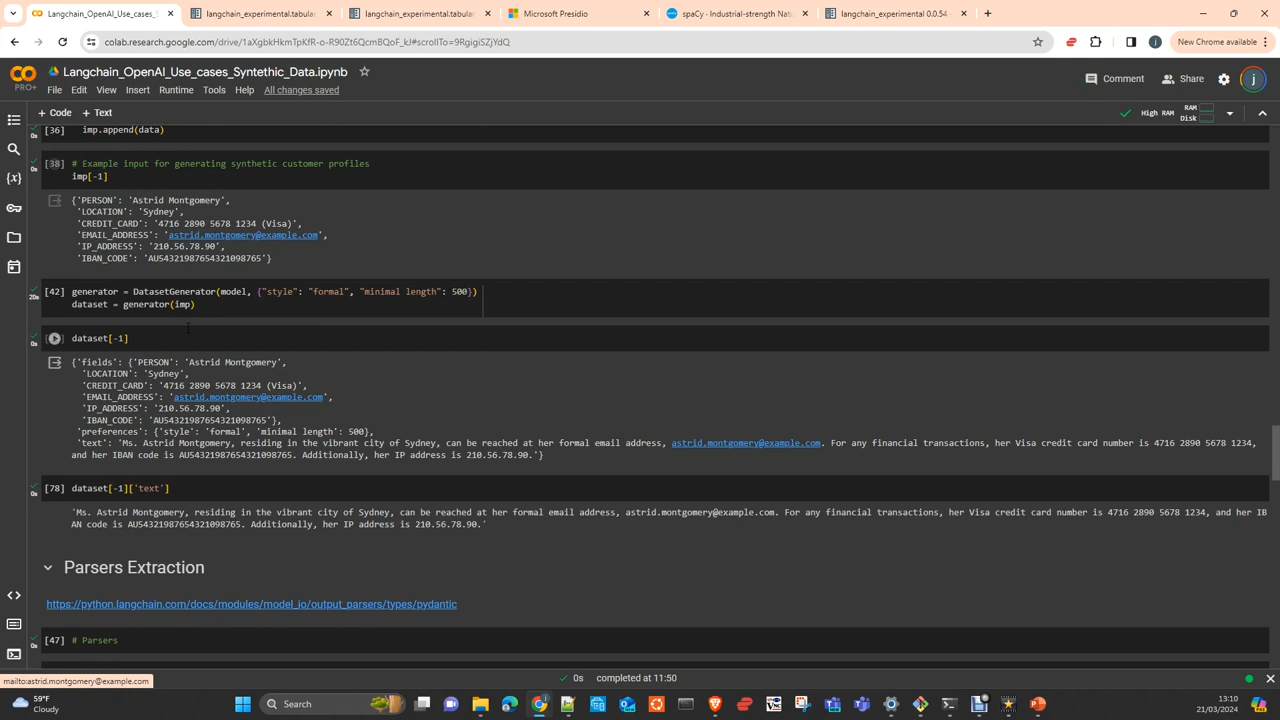 Langchain_OpenAI_Use_cases_S
langchain_experimental.tabular
langchain_experimental.tabular
Microsoft Presidio
spaCy · Industrial-strength Natu
langchain_experimental 0.0.54 –
colab.research.google.com/drive/1aXgbkHkmTpKfR-o-R90Zt6QcmBQoF_kJ#scrollTo=9RgigiSZjYdQ
New Chrome available
PRO+
Langchain_OpenAI_Use_cases_Syntethic_Data.ipynb
File Edit View Insert Runtime Tools Help All changes saved
Comment
Share
j
+ Code + Text
High RAM
RAM
Disk
[36] imp.append(data)
0s
[38] # Example input for generating synthetic customer profiles
0s
imp[-1]
{'PERSON': 'Astrid Montgomery',
'LOCATION': 'Sydney',
'CREDIT_CARD': '4716 2890 5678 1234 (Visa)',
'EMAIL_ADDRESS': 'astrid.montgomery@example.com',
'IP_ADDRESS': '210.56.78.90',
'IBAN_CODE': 'AU54321987654321098765'}
[42] generator = DatasetGenerator(model, {"style": "formal", "minimal length": 500})
20s
dataset = generator(imp)
dataset[-1]
0s
{'fields': {'PERSON': 'Astrid Montgomery',
'LOCATION': 'Sydney',
'CREDIT_CARD': '4716 2890 5678 1234 (Visa)',
'EMAIL_ADDRESS': 'astrid.montgomery@example.com',
'IP_ADDRESS': '210.56.78.90',
'IBAN_CODE': 'AU54321987654321098765'},
'preferences': {'style': 'formal', 'minimal length': 500},
'text': 'Ms. Astrid Montgomery, residing in the vibrant city of Sydney, can be reached at her formal email address, astrid.montgomery@example.com. For any financial transactions, her Visa credit card number is 4716 2890 5678 1234,
and her IBAN code is AU54321987654321098765. Additionally, her IP address is 210.56.78.90.'}
[78] dataset[-1]['text']
0s
'Ms. Astrid Montgomery, residing in the vibrant city of Sydney, can be reached at her formal email address, astrid.montgomery@example.com. For any financial transactions, her Visa credit card number is 4716 2890 5678 1234, and her IB
AN code is AU54321987654321098765. Additionally, her IP address is 210.56.78.90.'
Parsers Extraction
https://python.langchain.com/docs/modules/model_io/output_parsers/types/pydantic
[47] # Parsers
0s
mailto:astrid.montgomery@example.com
0s completed at 11:50
59°F
Cloudy
Search
13:10
21/03/2024